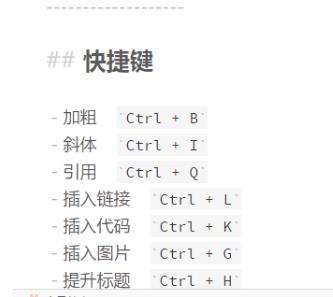 -------------------
## 快捷键
- 加粗 `Ctrl + B`
- 斜体 `Ctrl + I`
- 引用 `Ctrl + Q`
- 插入链接 `Ctrl + L`
- 插入代码 `Ctrl + K`
- 插入图片 `Ctrl + G`
- 提升标题 `Ctrl + H`